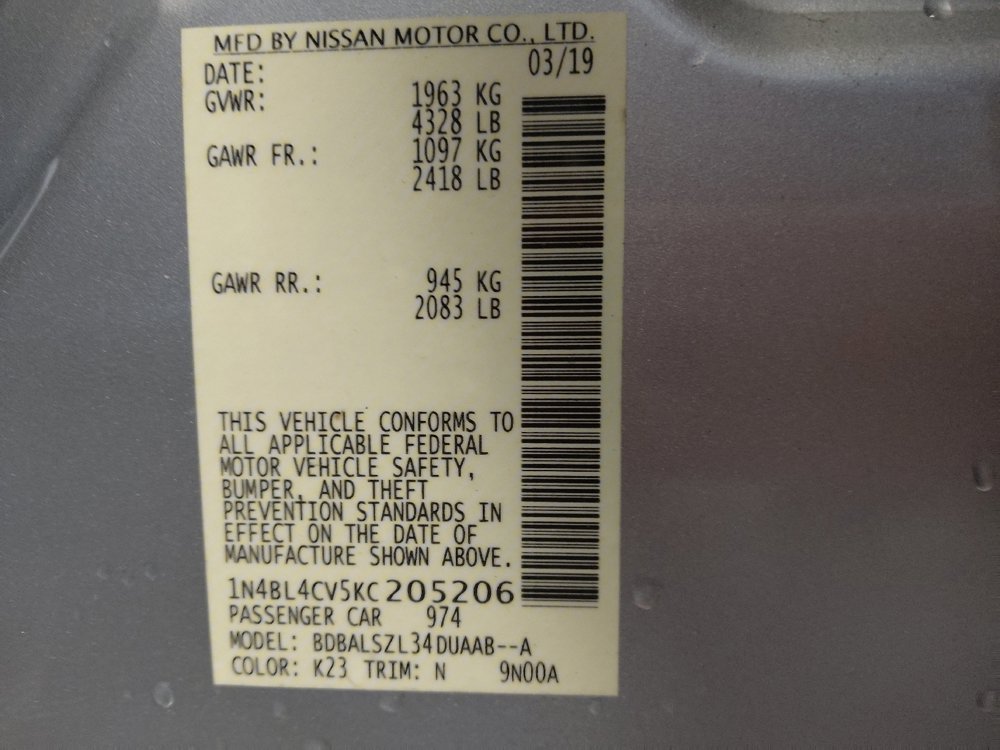 MFD BY NISSAN MOTOR CO., LTD.
DATE: 03/19
GVWR: 1963 KG
4328 LB
GAWR FR.: 1097 KG
2418 LB
GAWR RR.: 945 KG
2083 LB
THIS VEHICLE CONFORMS TO
ALL APPLICABLE FEDERAL
MOTOR VEHICLE SAFETY,
BUMPER, AND THEFT
PREVENTION STANDARDS IN
EFFECT ON THE DATE OF
MANUFACTURE SHOWN ABOVE.
1N4BL4CV5KC205206
PASSENGER CAR 974
MODEL: BDBALSZL34DUAAB--A
COLOR: K23 TRIM: N 9N00A